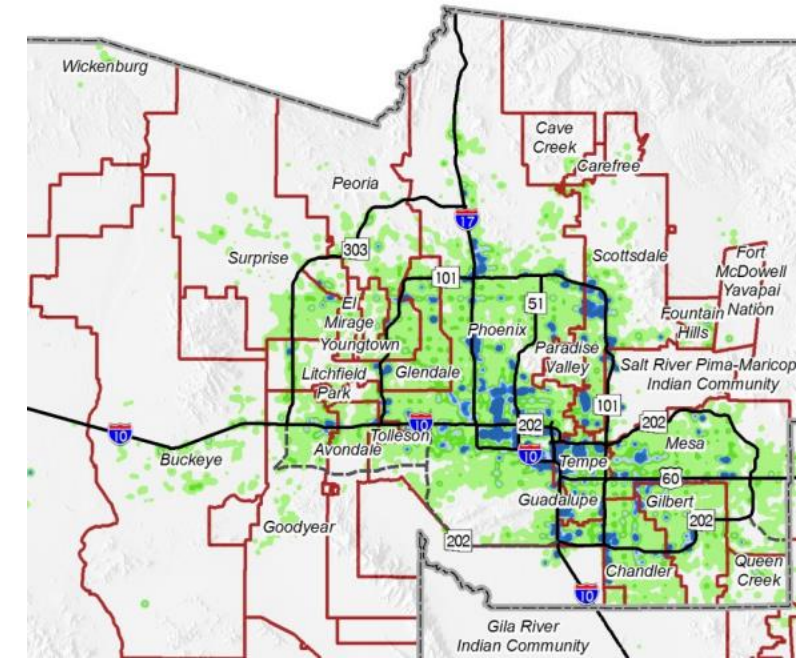 Wickenburg
Cave
Creek
Carefree
Peoria
17
303
Surprise
Scottsdale
Fort
McDowell
Yavapai
Nation
101
51
El
Mirage
Youngtown
Phoenix
Fountain
Hills
Paradise
Valley
Litchfield
Park
Glendale
Salt River Pima-Maricop
Indian Community
101
10
10
202
202
Buckeye
Avondale
Tolleson
Mesa
10
Tempe
60
Guadalupe
Gilbert
Goodyear
202
202
Chandler
Queen
Creek
10
Gila River
Indian Community